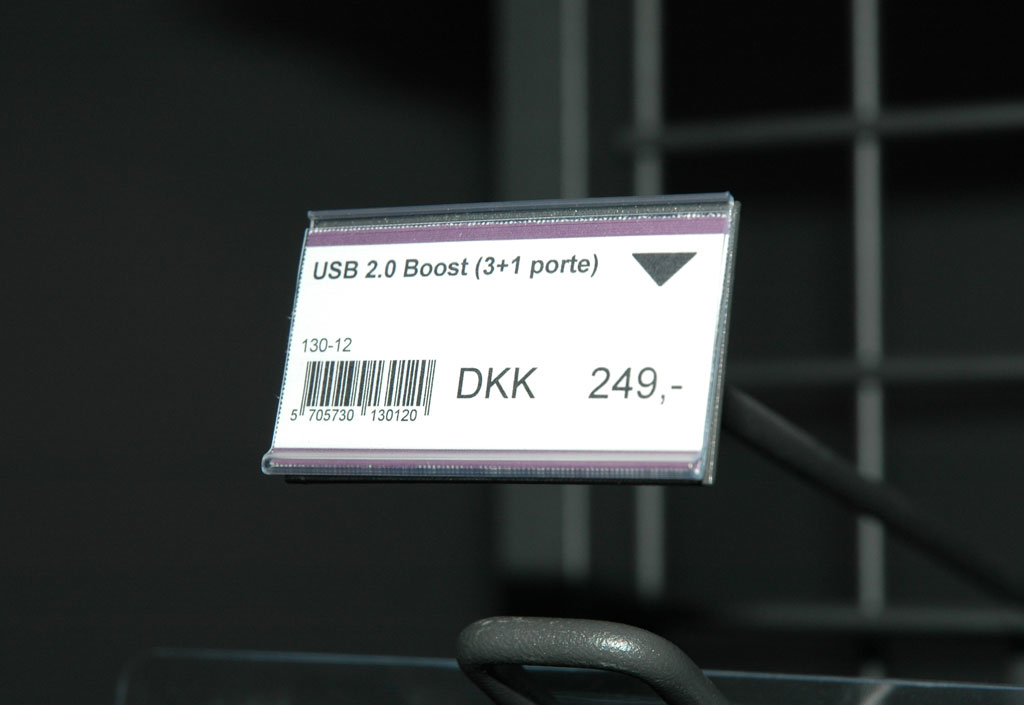 USB 2.0 Boost (3+1 porte)
130-12
DKK 249,-
5 705730 130120